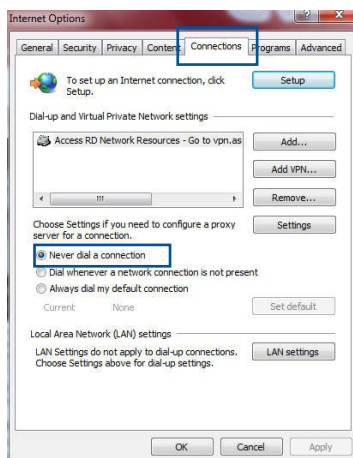 Internet Options
General Security Privacy Content Connections Programs Advanced
To set up an Internet connection, click
Setup.
Setup
Dial-up and Virtual Private Network settings
Access RD Network Resources - Go to vpn.as
Add...
Add VPN...
Remove...
Choose Settings if you need to configure a proxy
server for a connection.
Settings
Never dial a connection
Dial whenever a network connection is not present
Always dial my default connection
Current None
Set default
Local Area Network (LAN) settings
LAN Settings do not apply to dial-up connections.
Choose Settings above for dial-up settings.
LAN settings
OK Cancel Apply